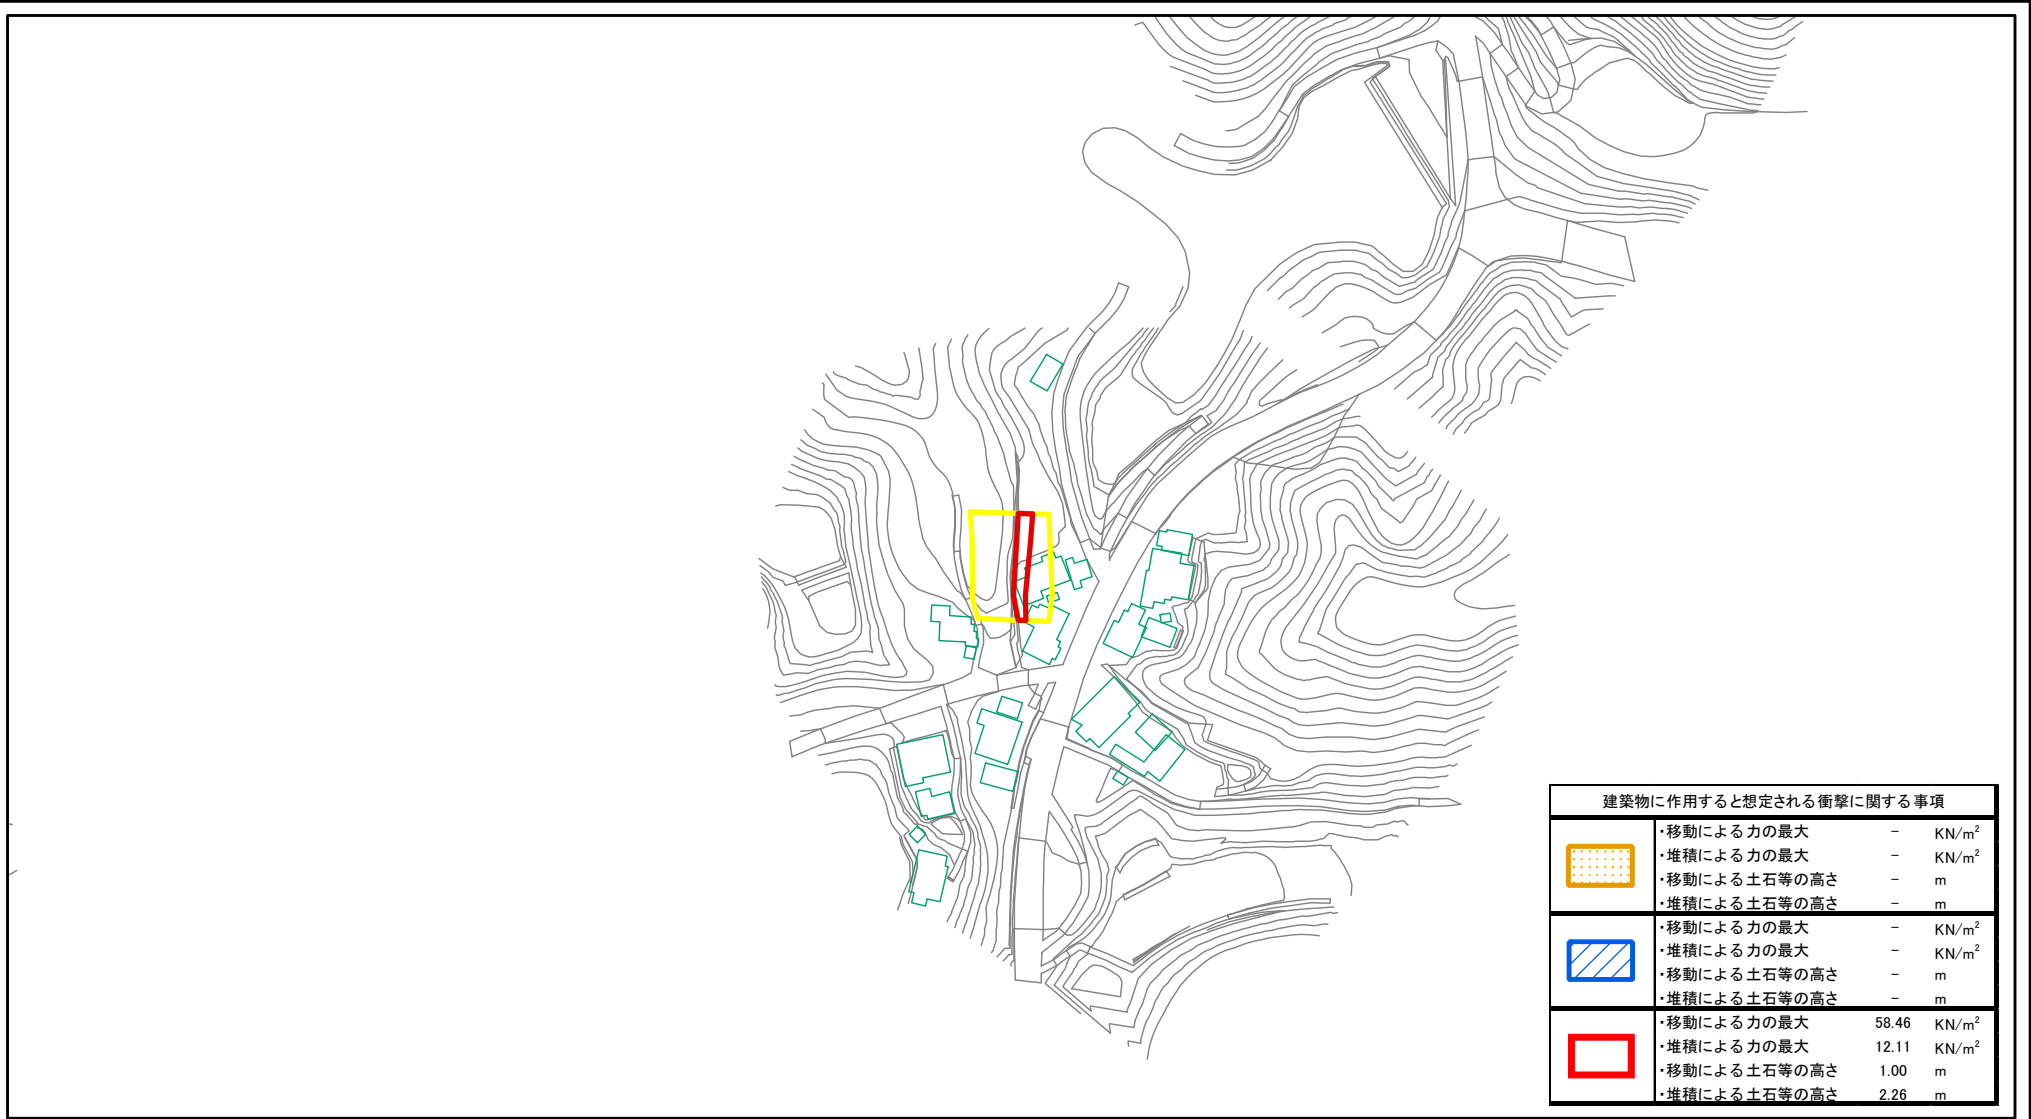 建築物に作用すると想定される衝撃に関する事項
・移動による力の最大 － KN/m²
・堆積による力の最大 － KN/m²
・移動による土石等の高さ － m
・堆積による土石等の高さ － m
・移動による力の最大 － KN/m²
・堆積による力の最大 － KN/m²
・移動による土石等の高さ － m
・堆積による土石等の高さ － m
・移動による力の最大 58.46 KN/m²
・堆積による力の最大 12.11 KN/m²
・移動による土石等の高さ 1.00 m
・堆積による土石等の高さ 2.26 m